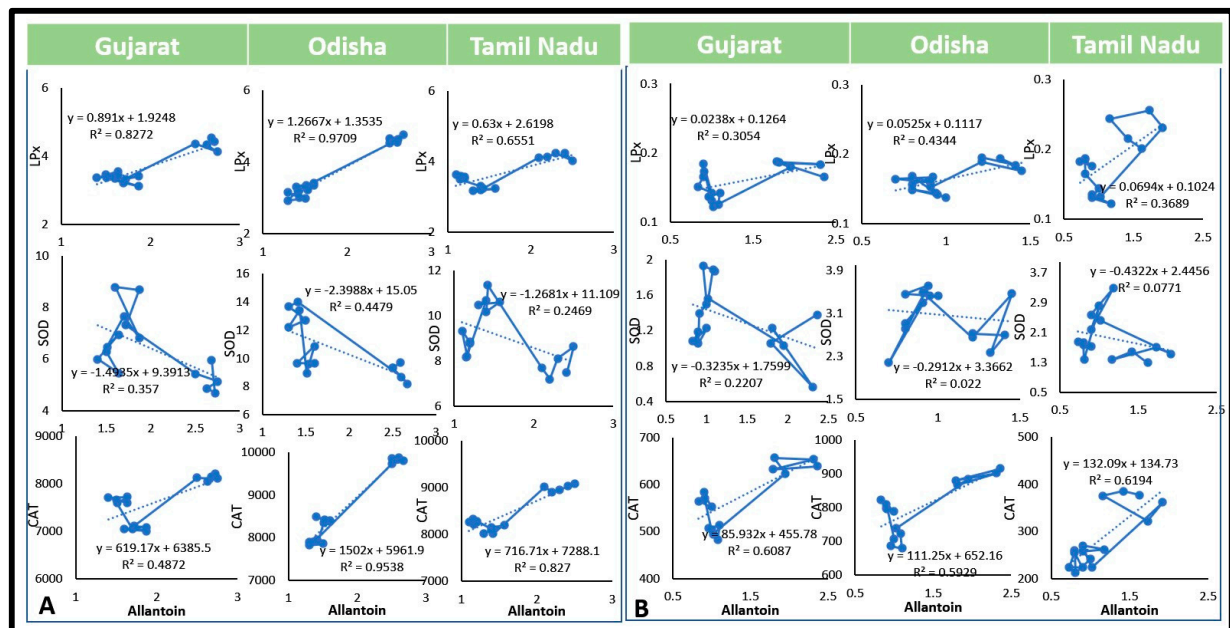 Gujarat Odisha Tamil Nadu
6
4
2
LPx
y = 0.891x + 1.9248
R² = 0.8272
1 2 3
6
4
2
LPx
y = 1.2667x + 1.3535
R² = 0.9709
1 2 3
6
4
2
LPx
y = 0.63x + 2.6198
R² = 0.6551
1 2 3
10
8
6
4
SOD
y = -1.4935x + 9.3913
R² = 0.357
1 1.5 2 2.5 3
16
14
12
10
8
6
SOD
y = -2.3988x + 15.05
R² = 0.4479
1 2 3
12
10
8
6
SOD
y = -1.2681x + 11.109
R² = 0.2469
1 2 3
9000
8000
7000
6000
CAT
y = 619.17x + 6385.5
R² = 0.4872
1 2 3
Allantoin
10000
9000
8000
7000
CAT
y = 1502x + 5961.9
R² = 0.9538
1 2 3
Allantoin
10000
9000
8000
7000
CAT
y = 716.71x + 7288.1
R² = 0.827
1 2 3
Allantoin
A
Gujarat Odisha Tamil Nadu
0.3
0.2
0.1
LPx
y = 0.0238x + 0.1264
R² = 0.3054
0.5 1 1.5 2 2.5
0.3
0.2
0.1
LPx
y = 0.0525x + 0.1117
R² = 0.4344
0.5 1 1.5
0.3
0.2
0.1
LPx
y = 0.0694x + 0.1024
R² = 0.3689
0.5 1 1.5 2 2.5
2
1.6
1.2
0.8
0.4
SOD
y = -0.3235x + 1.7599
R² = 0.2207
0.5 1 1.5 2 2.5
3.9
3.1
2.3
1.5
SOD
y = -0.2912x + 3.3662
R² = 0.022
0.5 1 1.5
3.7
2.9
2.1
1.3
0.5
SOD
y = -0.4322x + 2.4456
R² = 0.0771
0.5 1.5 2.5
700
600
500
400
CAT
y = 85.932x + 455.78
R² = 0.6087
0.5 1 1.5 2 2.5
Allantoin
1000
900
800
700
600
CAT
y = 111.25x + 652.16
R² = 0.5929
0.5 1 1.5 2 2.5
Allantoin
500
400
300
200
CAT
y = 132.09x + 134.73
R² = 0.6194
0.5 1.5 2.5
Allantoin
B